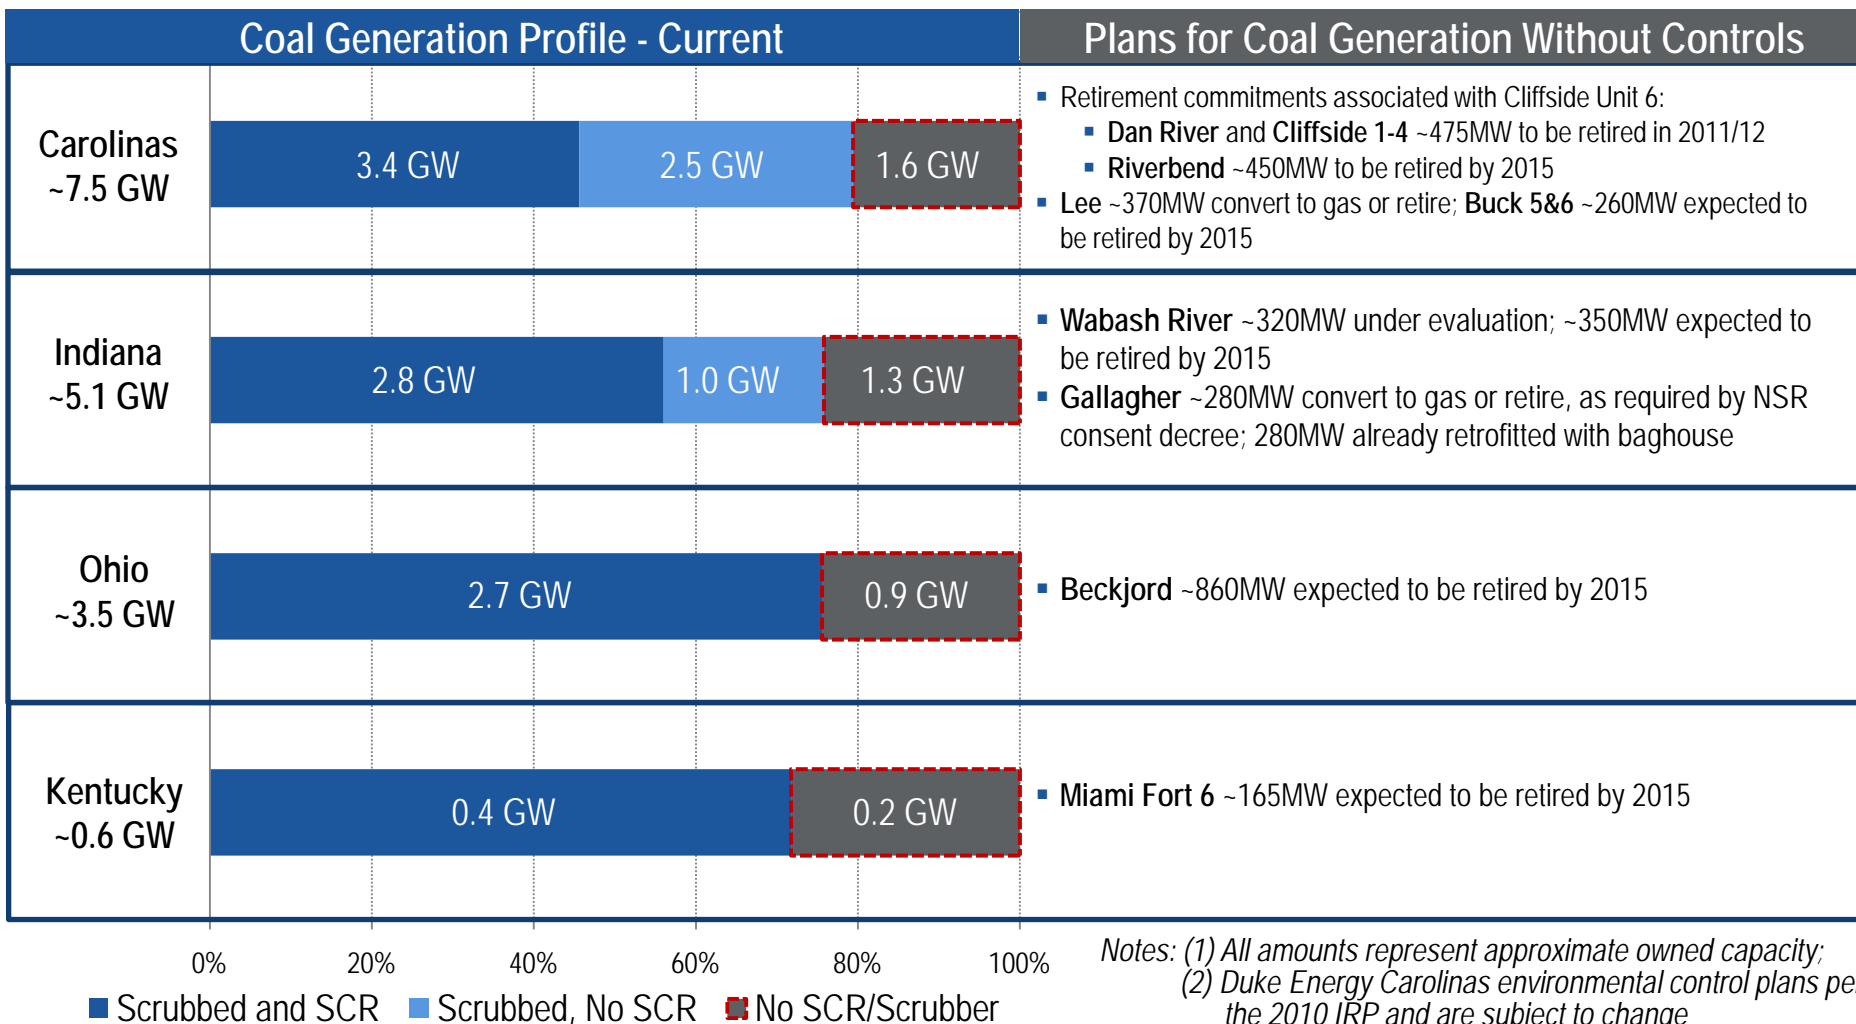 Coal Generation Profile - Current
Plans for Coal Generation Without Controls
Carolinas
~7.5 GW
3.4 GW
2.5 GW
1.6 GW
Retirement commitments associated with Cliffside Unit 6:
Dan River and Cliffside 1-4 ~475MW to be retired in 2011/12
Riverbend ~450MW to be retired by 2015
Lee ~370MW convert to gas or retire; Buck 5&6 ~260MW expected to
be retired by 2015
Indiana
~5.1 GW
2.8 GW
1.0 GW
1.3 GW
Wabash River ~320MW under evaluation; ~350MW expected to
be retired by 2015
Gallagher ~280MW convert to gas or retire, as required by NSR
consent decree; 280MW already retrofitted with baghouse
Ohio
~3.5 GW
2.7 GW
0.9 GW
Beckjord ~860MW expected to be retired by 2015
Kentucky
~0.6 GW
0.4 GW
0.2 GW
Miami Fort 6 ~165MW expected to be retired by 2015
0% 20% 40% 60% 80% 100%
Scrubbed and SCR Scrubbed, No SCR No SCR/Scrubber
Notes: (1) All amounts represent approximate owned capacity;
(2) Duke Energy Carolinas environmental control plans pe
the 2010 IRP and are subject to change